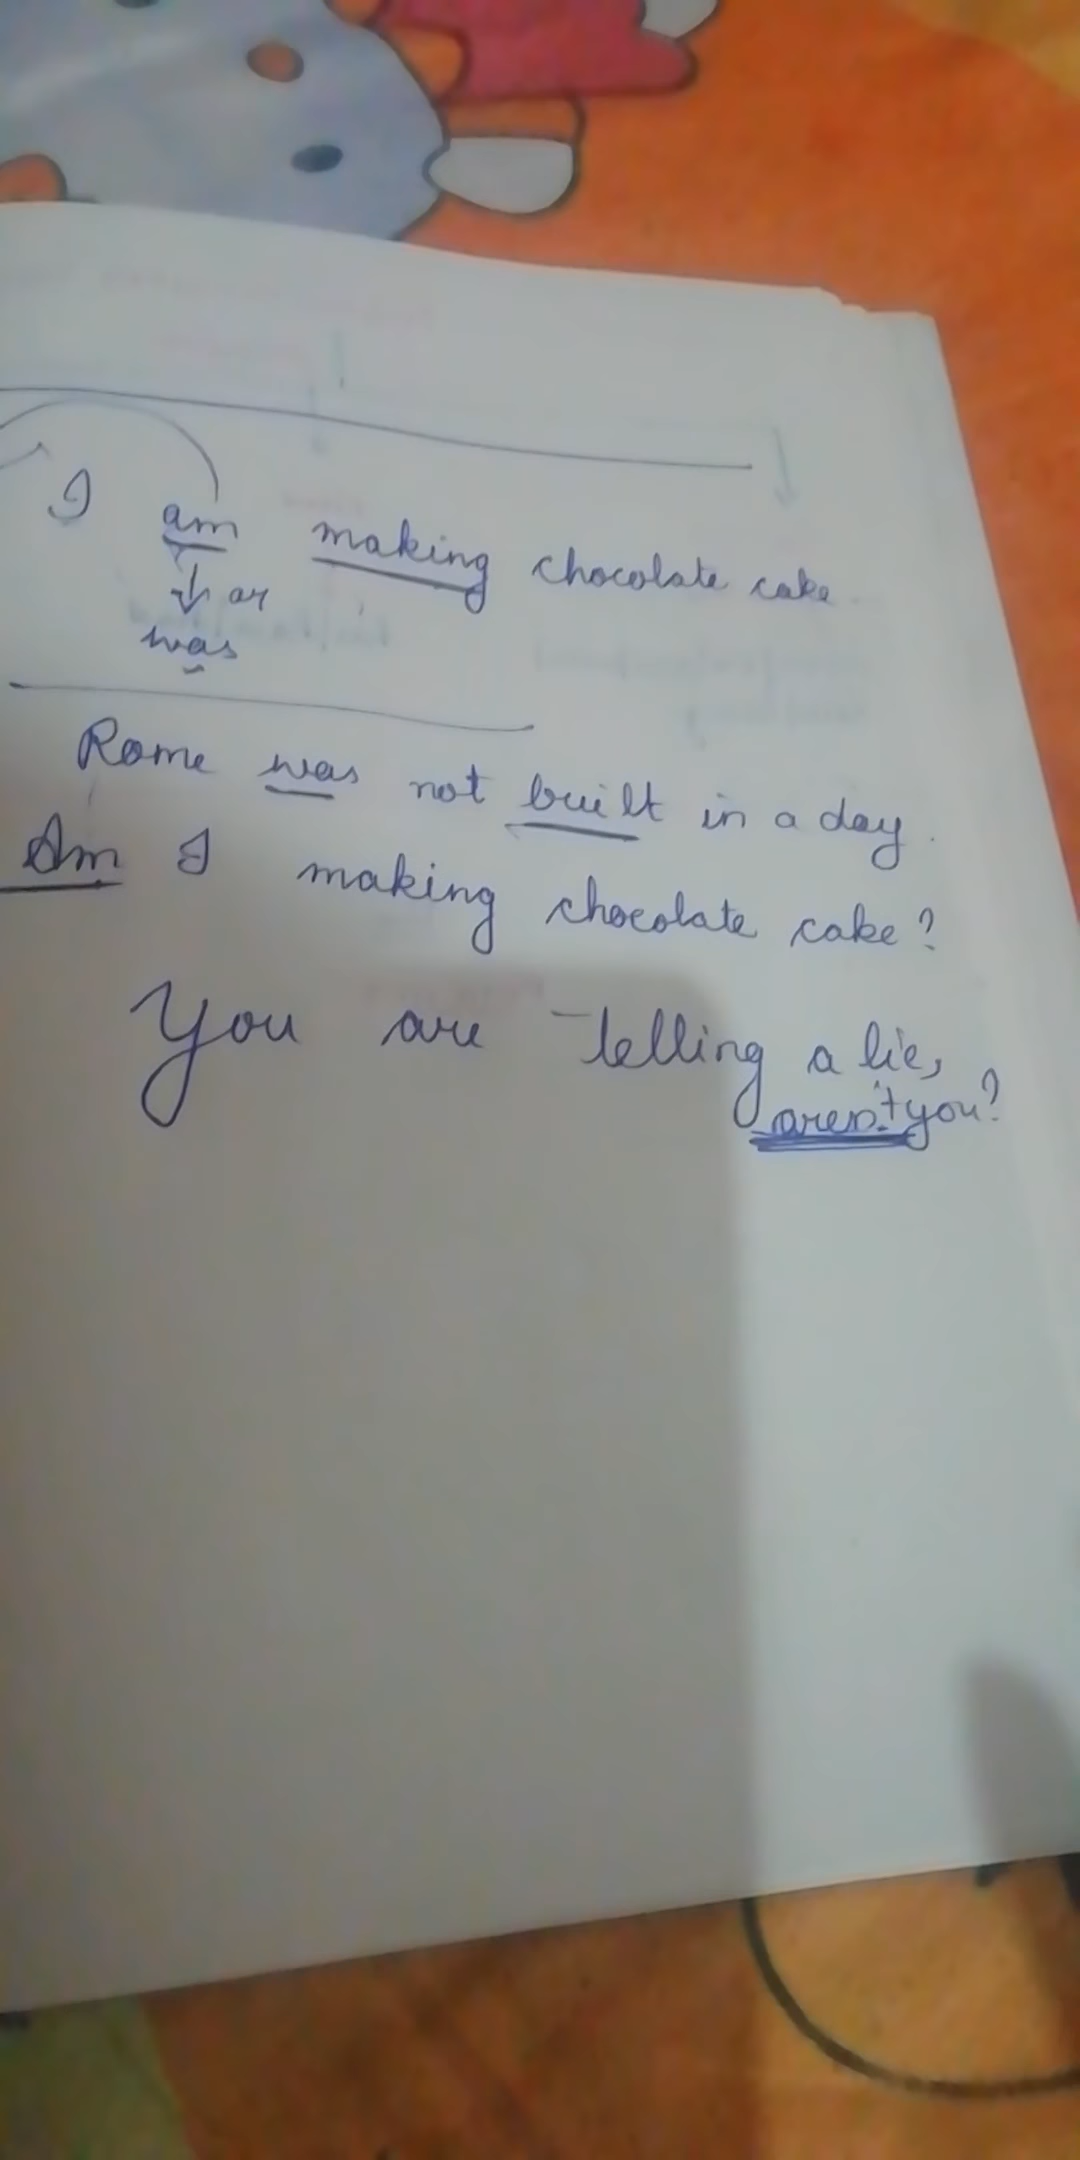 I am making chocolate cake.
or
was
Rome was not built in a day.
Am I making chocolate cake?
You are telling a lie,
aren't you?